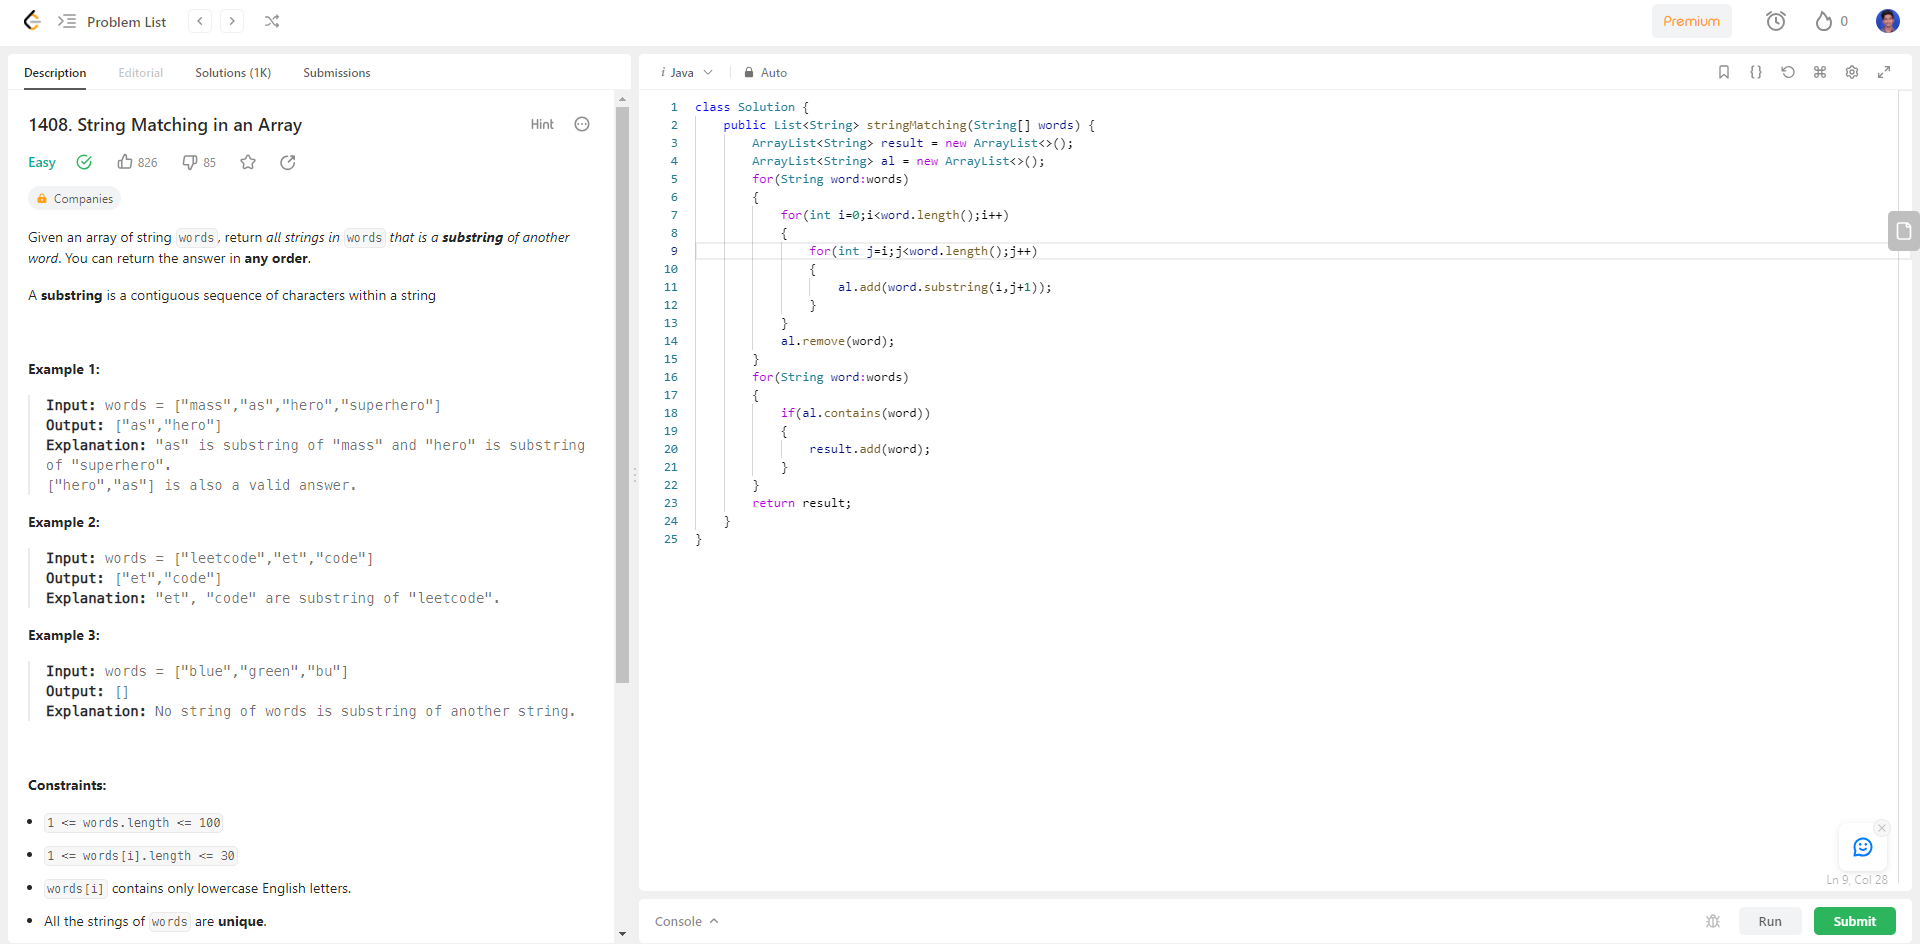 Problem List
Premium
0
Description
Editorial
Solutions (1K)
Submissions
1408. String Matching in an Array
Hint
Easy
826
85
Companies
Given an array of string words, return all strings in words that is a substring of another
word. You can return the answer in any order.
A substring is a contiguous sequence of characters within a string
Example 1:
Input: words = ["mass","as","hero","superhero"]
Output: ["as","hero"]
Explanation: "as" is substring of "mass" and "hero" is substring
of "superhero".
["hero","as"] is also a valid answer.
Example 2:
Input: words = ["leetcode","et","code"]
Output: ["et","code"]
Explanation: "et", "code" are substring of "leetcode".
Example 3:
Input: words = ["blue","green","bu"]
Output: []
Explanation: No string of words is substring of another string.
Constraints:
• 1 <= words.length <= 100
• 1 <= words[i].length <= 30
• words[i] contains only lowercase English letters.
• All the strings of words are unique.
i Java
Auto
1 class Solution {
2     public List<String> stringMatching(String[] words) {
3         ArrayList<String> result = new ArrayList<>();
4         ArrayList<String> al = new ArrayList<>();
5         for(String word:words)
6         {
7             for(int i=0;i<word.length();i++)
8             {
9                 for(int j=i;j<word.length();j++)
10                 {
11                     al.add(word.substring(i,j+1));
12                 }
13             }
14             al.remove(word);
15         }
16         for(String word:words)
17         {
18             if(al.contains(word))
19             {
20                 result.add(word);
21             }
22         }
23         return result;
24     }
25 }
Ln 9, Col 28
Console
Run
Submit